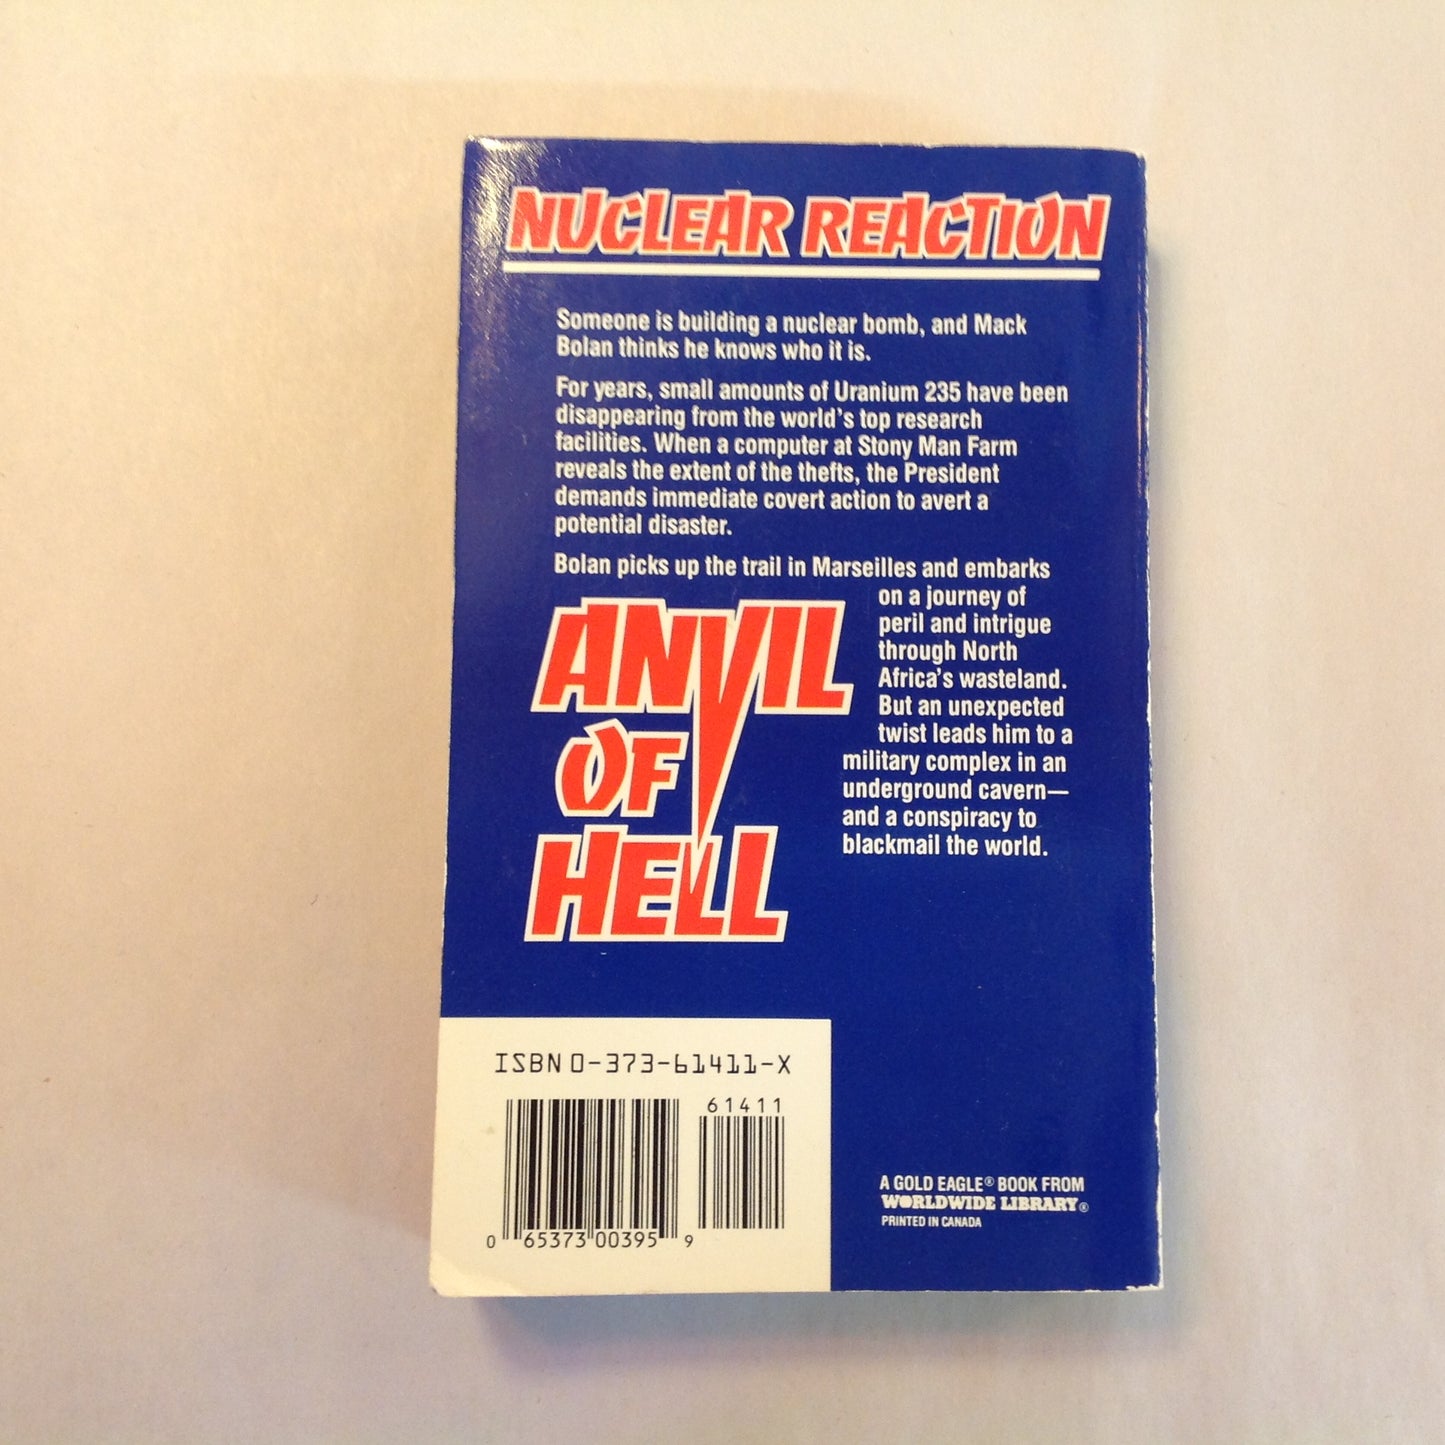 NUCLEAR REACTION
Someone is building a nuclear bomb, and Mack
Bolan thinks he knows who it is.
For years, small amounts of Uranium 235 have been
disappearing from the world's top research
facilities. When a computer at Stony Man Farm
reveals the extent of the thefts, the President
demands immediate covert action to avert a
potential disaster.
Bolan picks up the trail in Marseilles and embarks
on a journey of
peril and intrigue
through North
Africa's wasteland.
But an unexpected
twist leads him to a
military complex in an
underground cavern—
and a conspiracy to
blackmail the world.
ANVIL
OF
HELL
ISBN 0-373-61411-X
61411
0 65373 00395 9
A GOLD EAGLE® BOOK FROM
WORLDWIDE LIBRARY®
PRINTED IN CANADA